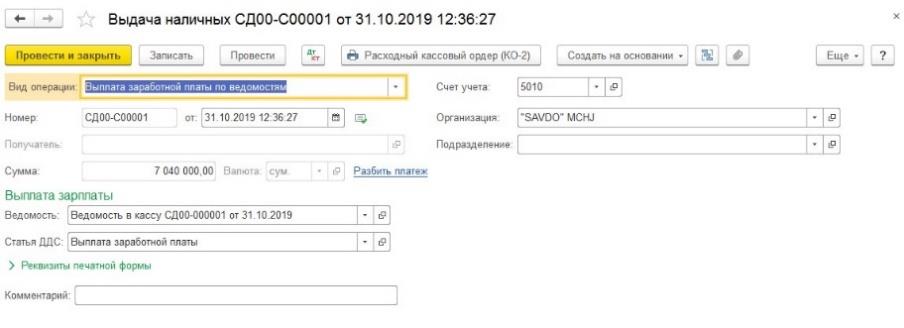 Выдача наличных СД00-С00001 от 31.10.2019 12:36:27
Провести и закрыть Записать Провести Дт Кт Расходный кассовый ордер (КО-2) Создать на основании Еще ?
Вид операции: Выплата заработной платы по ведомостям Счет учета: 5010
Номер: СД00-С00001 от: 31.10.2019 12:36:27 Организация: "SAVDO" MCHJ
Получатель: Подразделение:
Сумма: 7 040 000,00 Валюта: сум. Разбить платеж
Выплата зарплаты
Ведомость: Ведомость в кассу СД00-000001 от 31.10.2019
Статья ДДС: Выплата заработной платы
Реквизиты печатной формы
Комментарий: